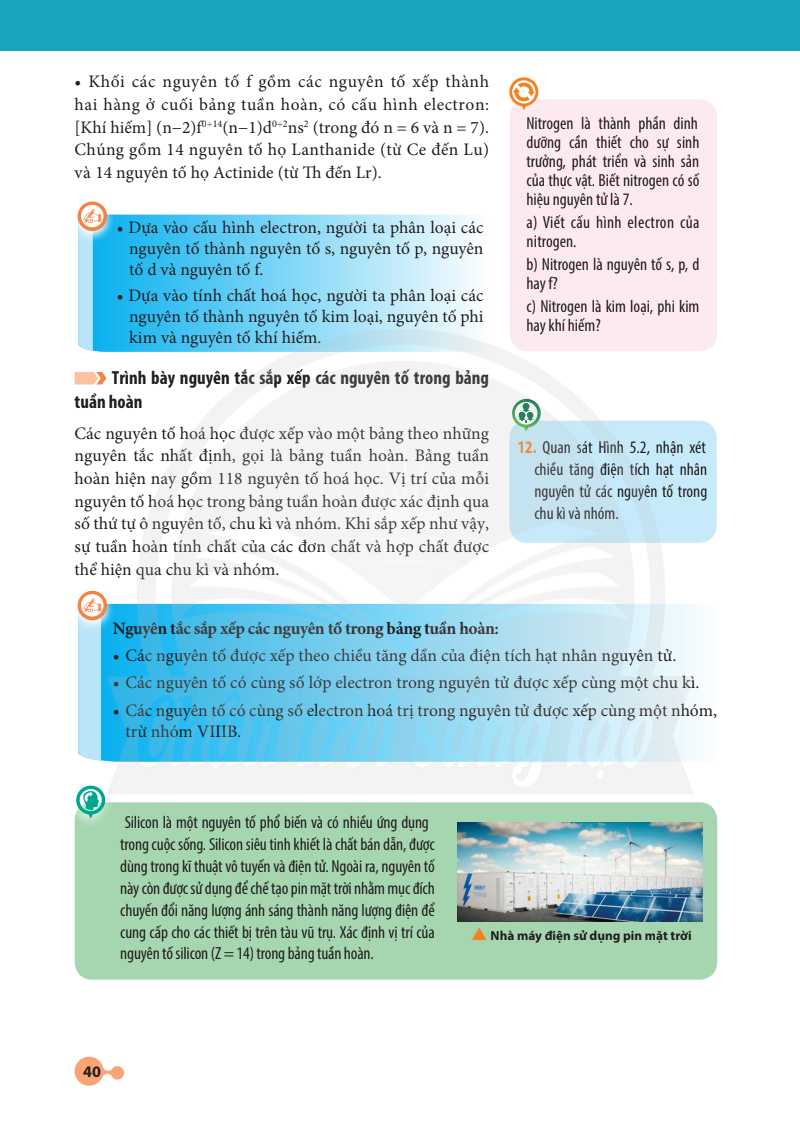 • Khối các nguyên tố f gồm các nguyên tố xếp thành
hai hàng ở cuối bảng tuần hoàn, có cấu hình electron:
[Khí hiếm] (n−2)f⁰÷¹⁴(n−1)d⁰÷²ns² (trong đó n = 6 và n = 7).
Chúng gồm 14 nguyên tố họ Lanthanide (từ Ce đến Lu)
và 14 nguyên tố họ Actinide (từ Th đến Lr).
• Dựa vào cấu hình electron, người ta phân loại các
nguyên tố thành nguyên tố s, nguyên tố p, nguyên
tố d và nguyên tố f.
• Dựa vào tính chất hoá học, người ta phân loại các
nguyên tố thành nguyên tố kim loại, nguyên tố phi
kim và nguyên tố khí hiếm.
Nitrogen là thành phần dinh
dưỡng cần thiết cho sự sinh
trưởng, phát triển và sinh sản
của thực vật. Biết nitrogen có số
hiệu nguyên tử là 7.
a) Viết cấu hình electron của
nitrogen.
b) Nitrogen là nguyên tố s, p, d
hay f?
c) Nitrogen là kim loại, phi kim
hay khí hiếm?
Trình bày nguyên tắc sắp xếp các nguyên tố trong bảng
tuần hoàn
Các nguyên tố hoá học được xếp vào một bảng theo những
nguyên tắc nhất định, gọi là bảng tuần hoàn. Bảng tuần
hoàn hiện nay gồm 118 nguyên tố hoá học. Vị trí của mỗi
nguyên tố hoá học trong bảng tuần hoàn được xác định qua
số thứ tự ô nguyên tố, chu kì và nhóm. Khi sắp xếp như vậy,
sự tuần hoàn tính chất của các đơn chất và hợp chất được
thể hiện qua chu kì và nhóm.
12. Quan sát Hình 5.2, nhận xét
chiều tăng điện tích hạt nhân
nguyên tử các nguyên tố trong
chu kì và nhóm.
Nguyên tắc sắp xếp các nguyên tố trong bảng tuần hoàn:
• Các nguyên tố được xếp theo chiều tăng dần của điện tích hạt nhân nguyên tử.
• Các nguyên tố có cùng số lớp electron trong nguyên tử được xếp cùng một chu kì.
• Các nguyên tố có cùng số electron hoá trị trong nguyên tử được xếp cùng một nhóm,
trừ nhóm VIIIB.
Chân trời sáng tạo
Silicon là một nguyên tố phổ biến và có nhiều ứng dụng
trong cuộc sống. Silicon siêu tinh khiết là chất bán dẫn, được
dùng trong kĩ thuật vô tuyến và điện tử. Ngoài ra, nguyên tố
này còn được sử dụng để chế tạo pin mặt trời nhằm mục đích
chuyển đổi năng lượng ánh sáng thành năng lượng điện để
cung cấp cho các thiết bị trên tàu vũ trụ. Xác định vị trí của
nguyên tố silicon (Z = 14) trong bảng tuần hoàn.
Nhà máy điện sử dụng pin mặt trời
40